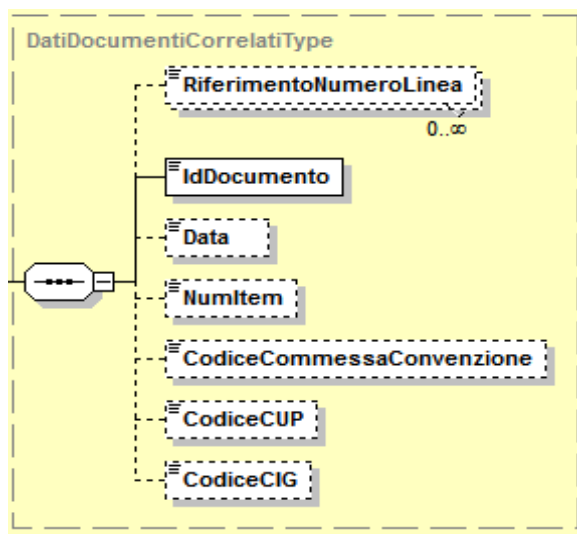 DatiDocumentiCorrelatiType
RiferimentoNumeroLinea
0..∞
IdDocumento
Data
NumItem
CodiceCommessaConvenzione
CodiceCUP
CodiceCIG